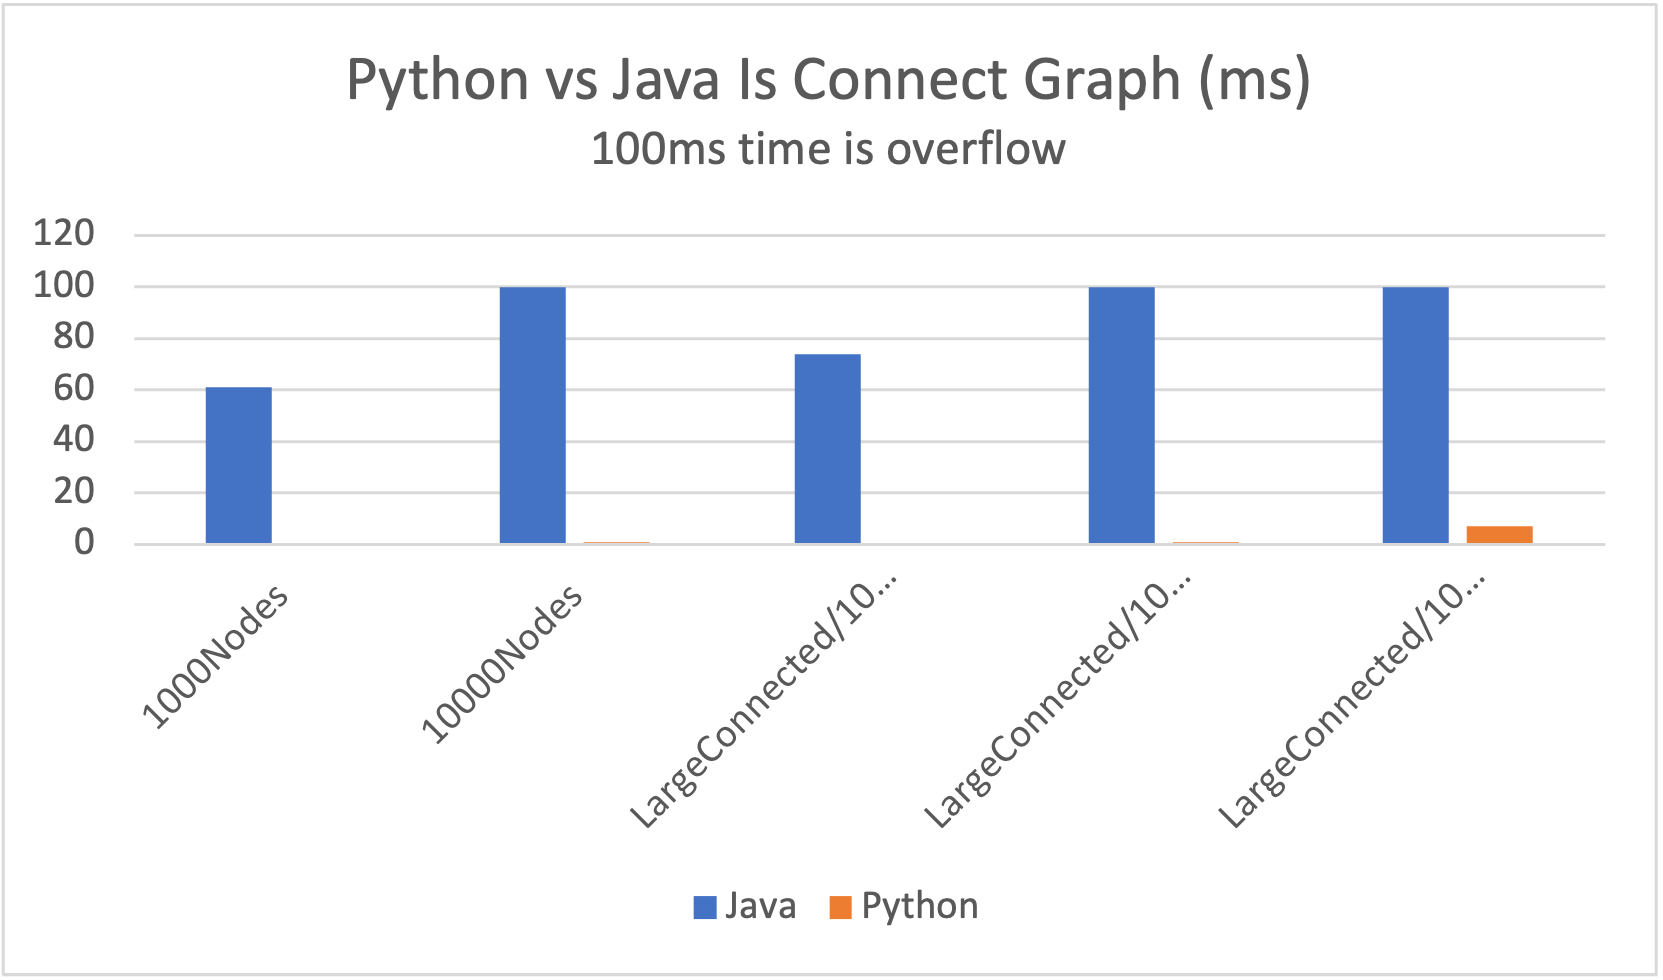 Python vs Java Is Connect Graph (ms)
100ms time is overflow
120
100
80
60
40
20
0
1000Nodes
10000Nodes
LargeConnected/10...
LargeConnected/10...
LargeConnected/10...
Java
Python